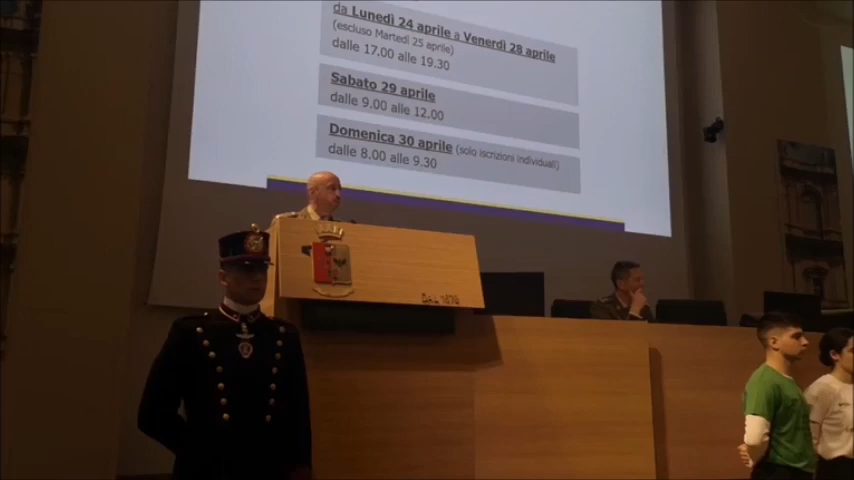 da Lunedì 24 aprile a Venerdì 28 aprile
(escluso Martedì 25 aprile)
dalle 17.00 alle 19.30
Sabato 29 aprile
dalle 9.00 alle 12.00
Domenica 30 aprile (solo iscrizioni individuali)
dalle 8.00 alle 9.30
DAL 1678